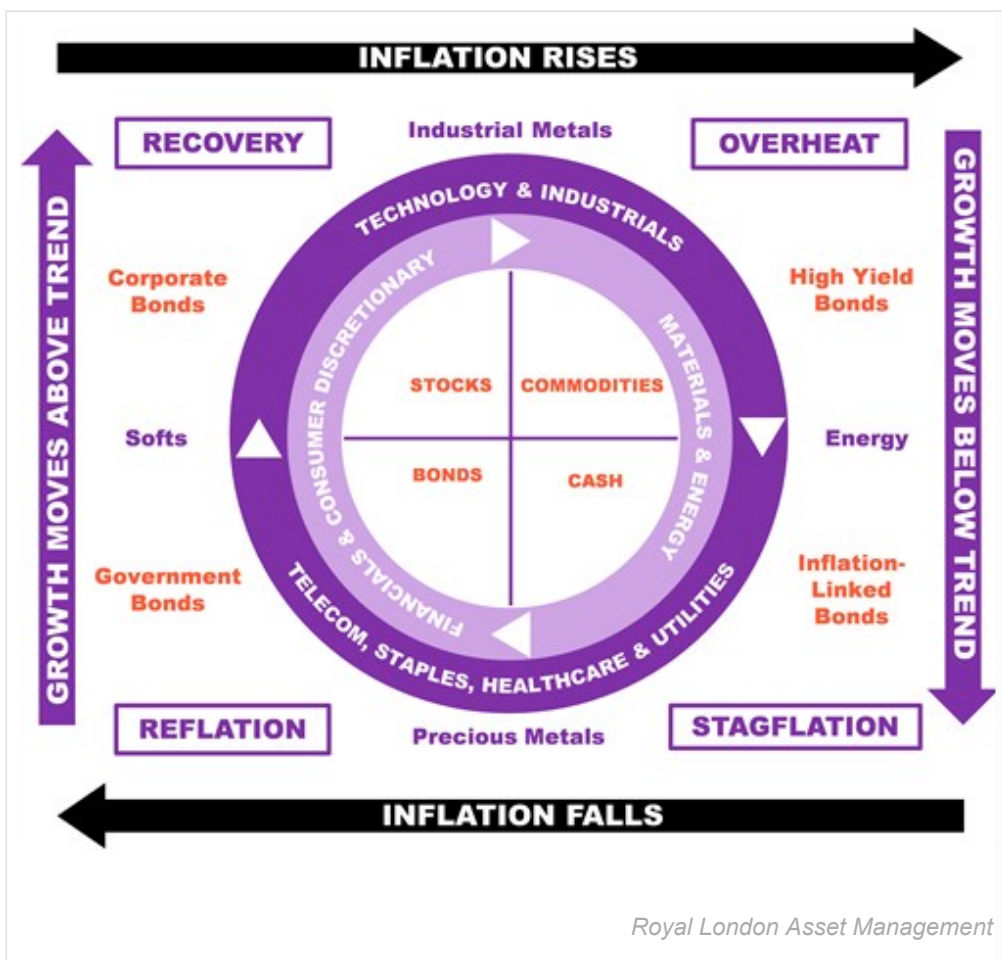 INFLATION RISES
RECOVERY
Industrial Metals
OVERHEAT
GROWTH MOVES ABOVE TREND
GROWTH MOVES BELOW TREND
TECHNOLOGY & INDUSTRIALS
FINANCIALS & CONSUMER DISCRETIONARY
MATERIALS & ENERGY
Corporate
Bonds
High Yield
Bonds
STOCKS
COMMODITIES
Softs
Energy
BONDS
CASH
Government
Bonds
Inflation-
Linked
Bonds
TELECOM, STAPLES, HEALTHCARE & UTILITIES
REFLATION
Precious Metals
STAGFLATION
INFLATION FALLS
Royal London Asset Management